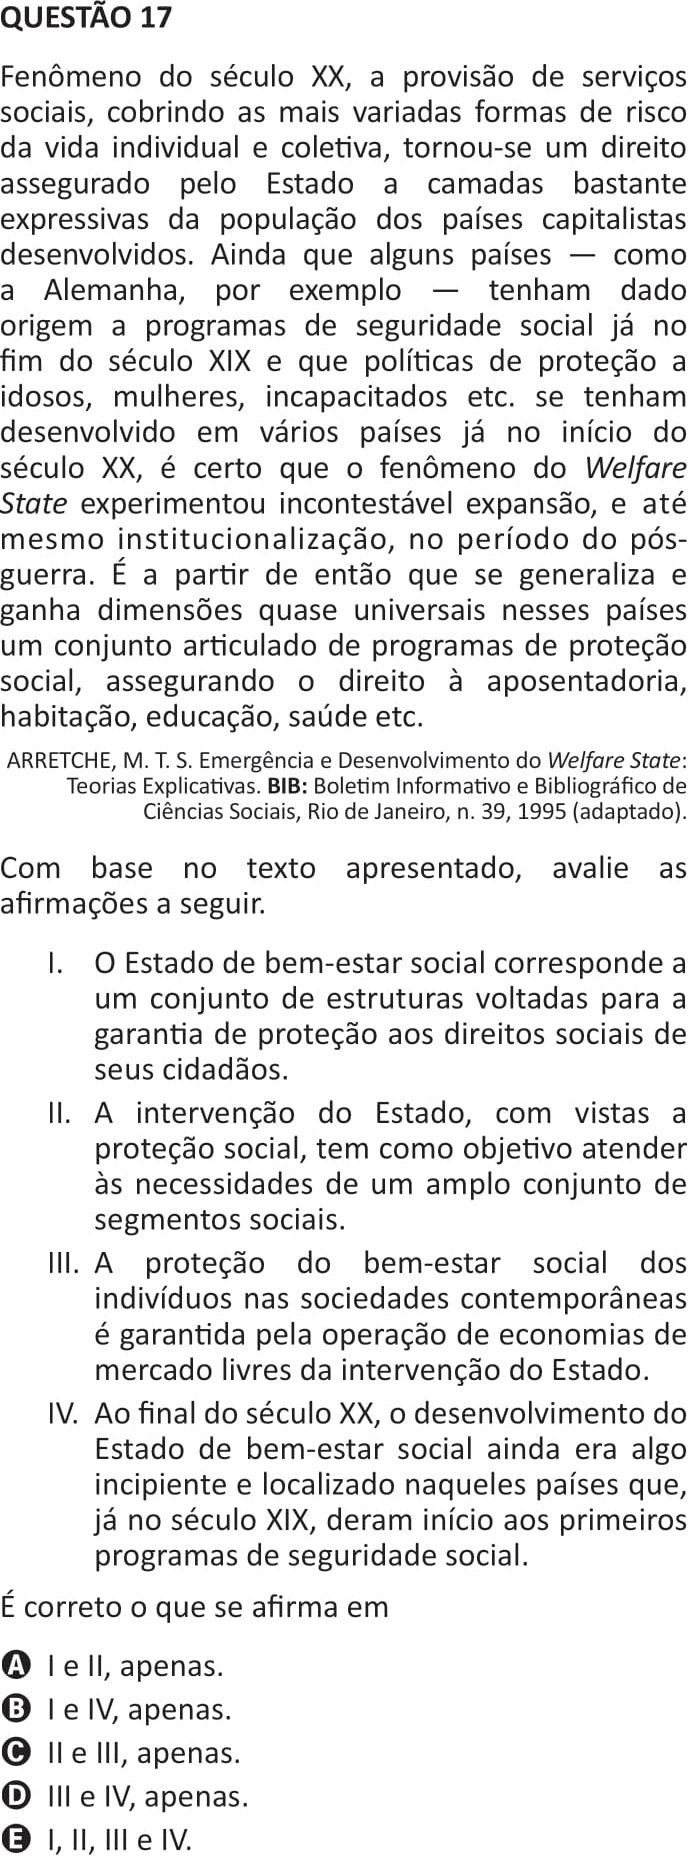 QUESTÃO 17
Fenômeno do século XX, a provisão de serviços
sociais, cobrindo as mais variadas formas de risco
da vida individual e coletiva, tornou-se um direito
assegurado pelo Estado a camadas bastante
expressivas da população dos países capitalistas
desenvolvidos. Ainda que alguns países — como
a Alemanha, por exemplo — tenham dado
origem a programas de seguridade social já no
fim do século XIX e que políticas de proteção a
idosos, mulheres, incapacitados etc. se tenham
desenvolvido em vários países já no início do
século XX, é certo que o fenômeno do Welfare
State experimentou incontestável expansão, e até
mesmo institucionalização, no período do pós-
guerra. É a partir de então que se generaliza e
ganha dimensões quase universais nesses países
um conjunto articulado de programas de proteção
social, assegurando o direito à aposentadoria,
habitação, educação, saúde etc.
ARRETCHE, M. T. S. Emergência e Desenvolvimento do Welfare State:
Teorias Explicativas. BIB: Boletim Informativo e Bibliográfico de
Ciências Sociais, Rio de Janeiro, n. 39, 1995 (adaptado).
Com base no texto apresentado, avalie as
afirmações a seguir.
I. O Estado de bem-estar social corresponde a
um conjunto de estruturas voltadas para a
garantia de proteção aos direitos sociais de
seus cidadãos.
II. A intervenção do Estado, com vistas a
proteção social, tem como objetivo atender
às necessidades de um amplo conjunto de
segmentos sociais.
III. A proteção do bem-estar social dos
indivíduos nas sociedades contemporâneas
é garantida pela operação de economias de
mercado livres da intervenção do Estado.
IV. Ao final do século XX, o desenvolvimento do
Estado de bem-estar social ainda era algo
incipiente e localizado naqueles países que,
já no século XIX, deram início aos primeiros
programas de seguridade social.
É correto o que se afirma em
A I e II, apenas.
B I e IV, apenas.
C II e III, apenas.
D III e IV, apenas.
E I, II, III e IV.